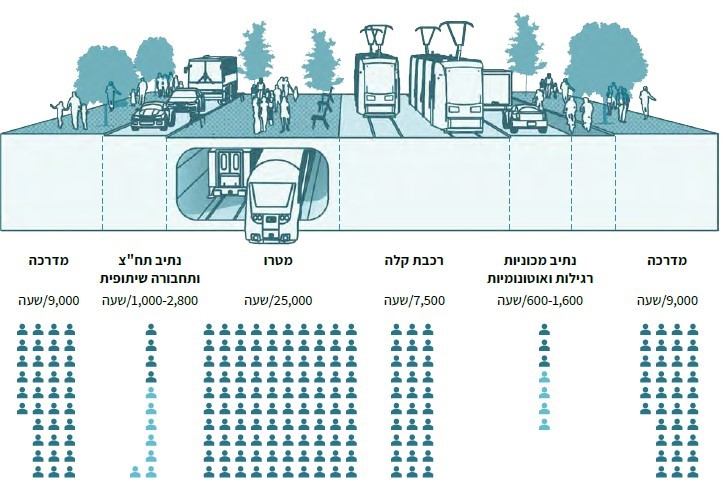 מדרכה
נתיב מכוניות
רגילות ואוטונומיות
רכבת קלה
מטרו
נתיב תח"צ
ותחבורה שיתופית
מדרכה
9,000/שעה
600-1,600/שעה
7,500/שעה
25,000/שעה
1,000-2,800/שעה
9,000/שעה